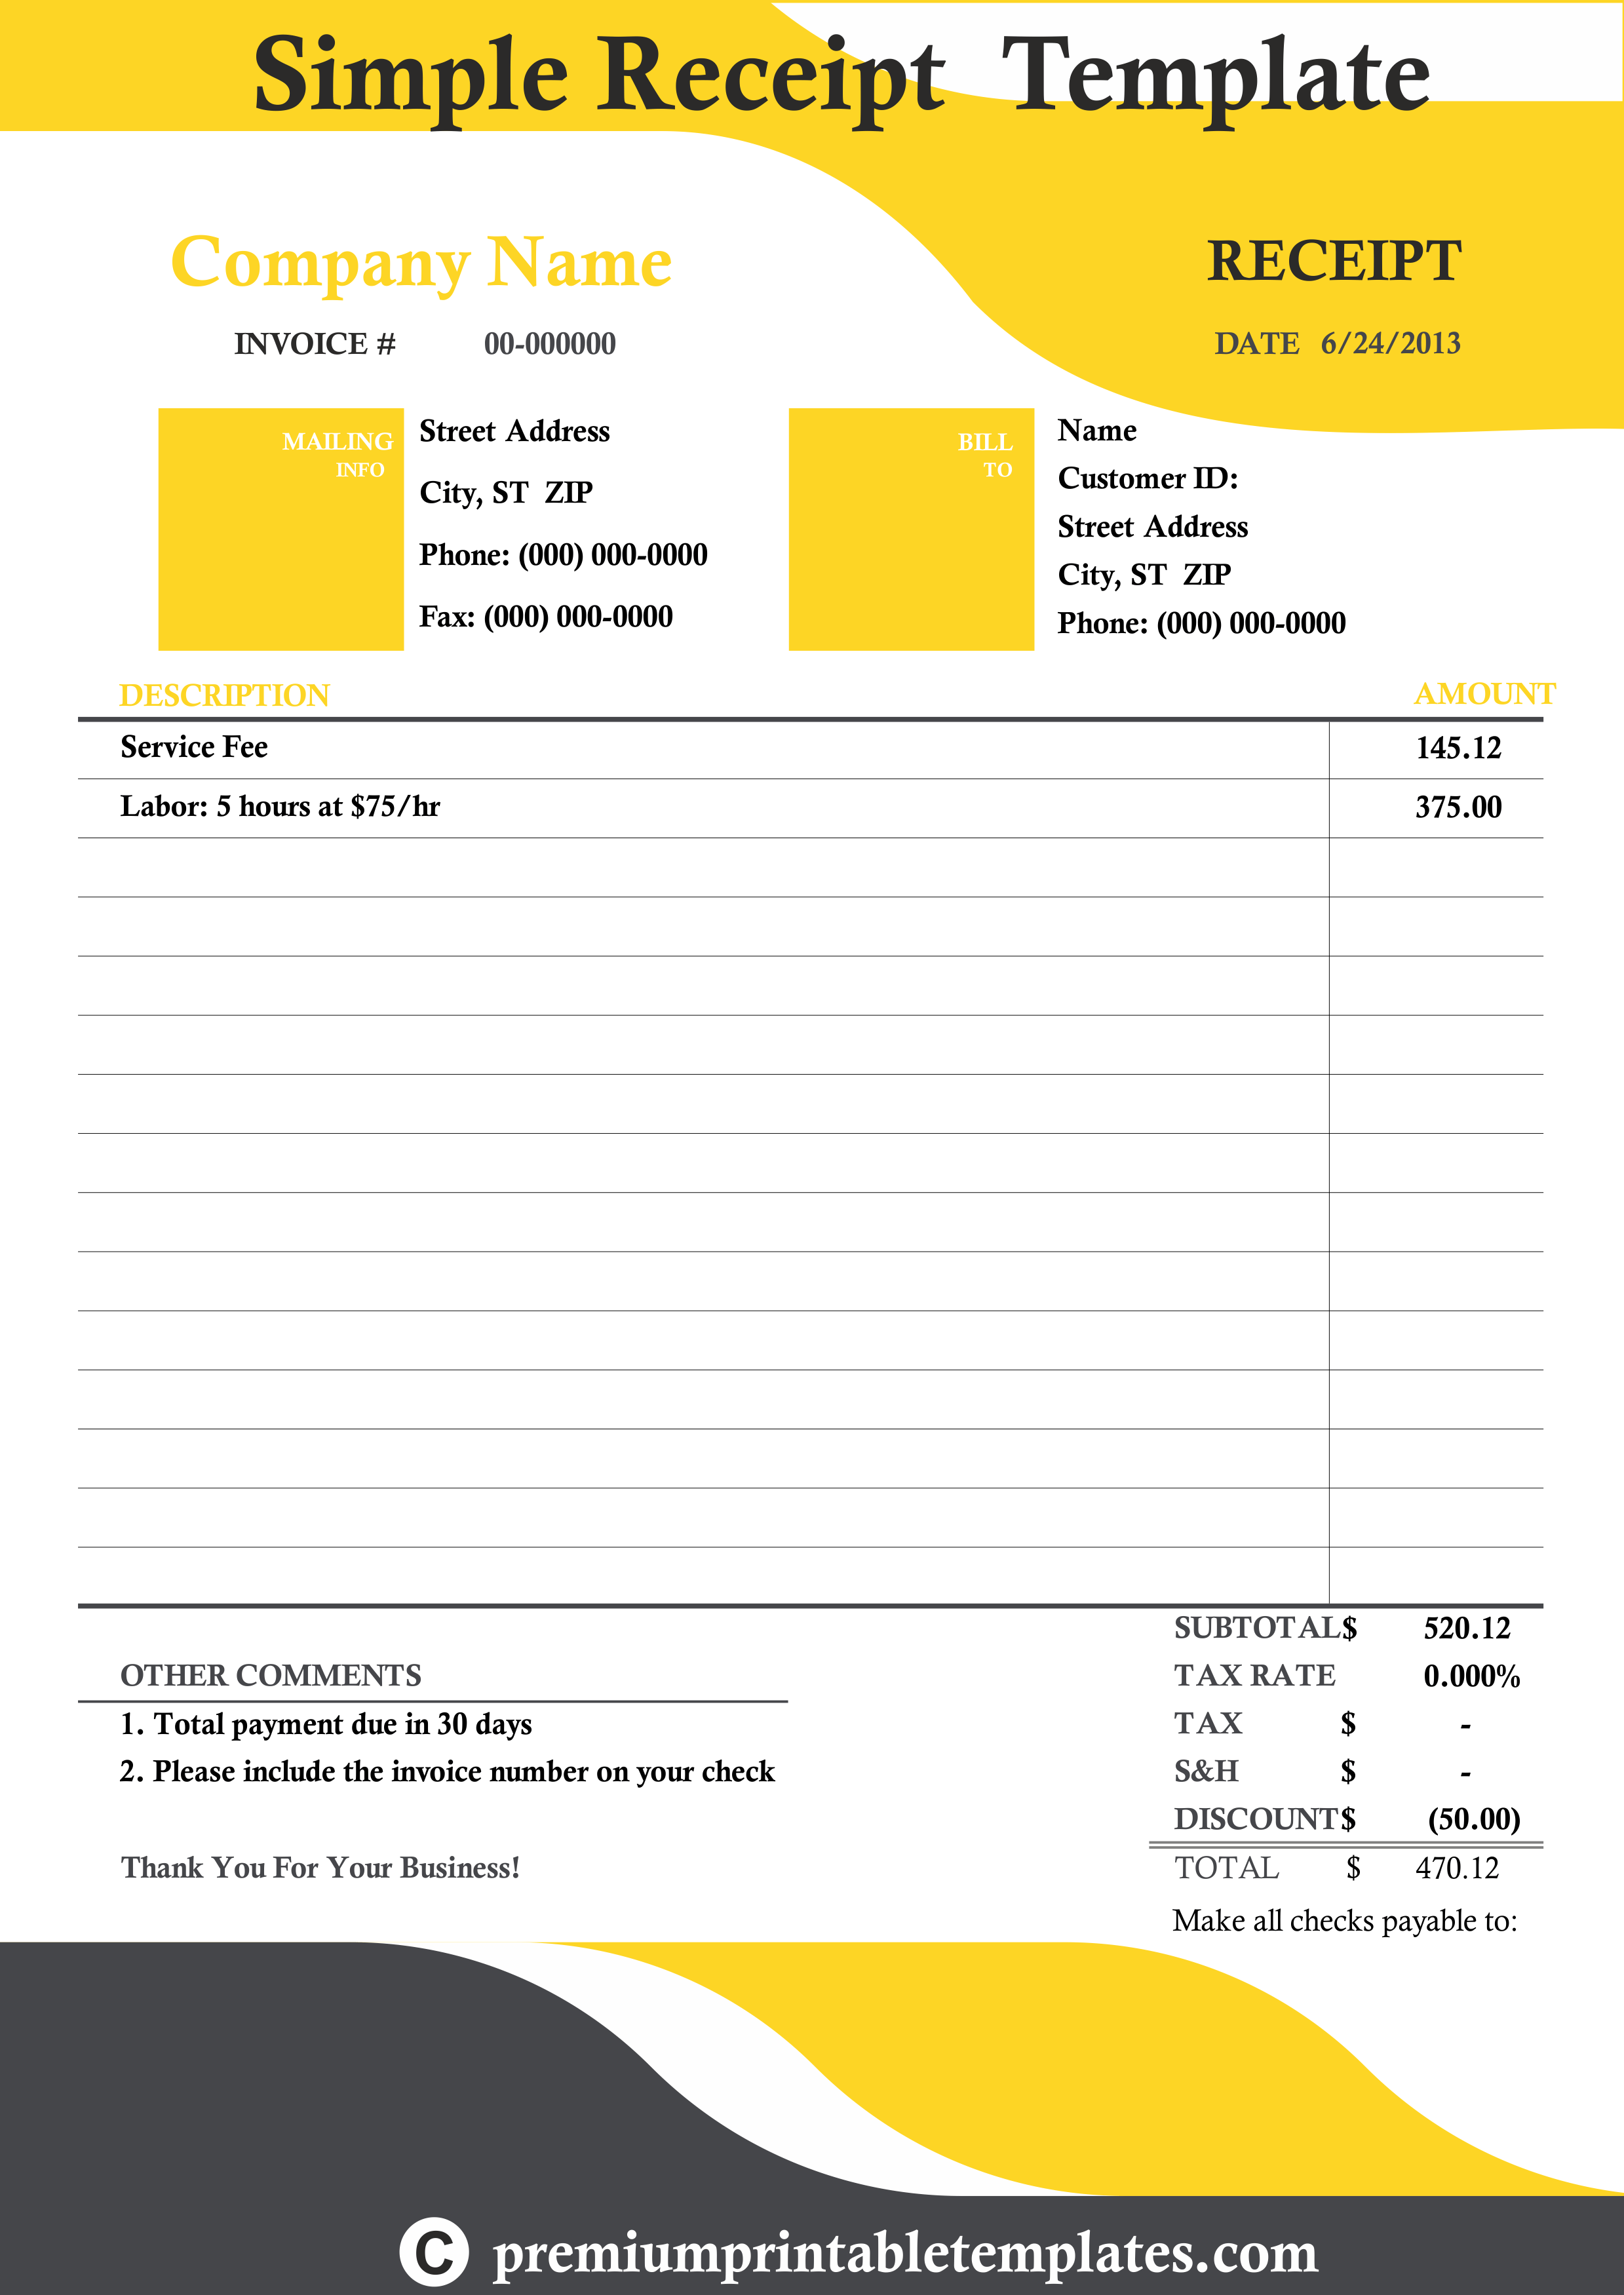 Simple Receipt Template
Company Name
RECEIPT
INVOICE # 00-000000
DATE 6/24/2013
MAILING
INFO
Street Address
City, ST ZIP
Phone: (000) 000-0000
Fax: (000) 000-0000
BILL
TO
Name
Customer ID:
Street Address
City, ST ZIP
Phone: (000) 000-0000
DESCRIPTION AMOUNT
Service Fee 145.12
Labor: 5 hours at $75/hr 375.00
SUBTOTAL $ 520.12
TAX RATE 0.000%
TAX $ -
S&H $ -
DISCOUNT $ (50.00)
TOTAL $ 470.12
Make all checks payable to:
OTHER COMMENTS
1. Total payment due in 30 days
2. Please include the invoice number on your check
Thank You For Your Business!
C premiumprintabletemplates.com